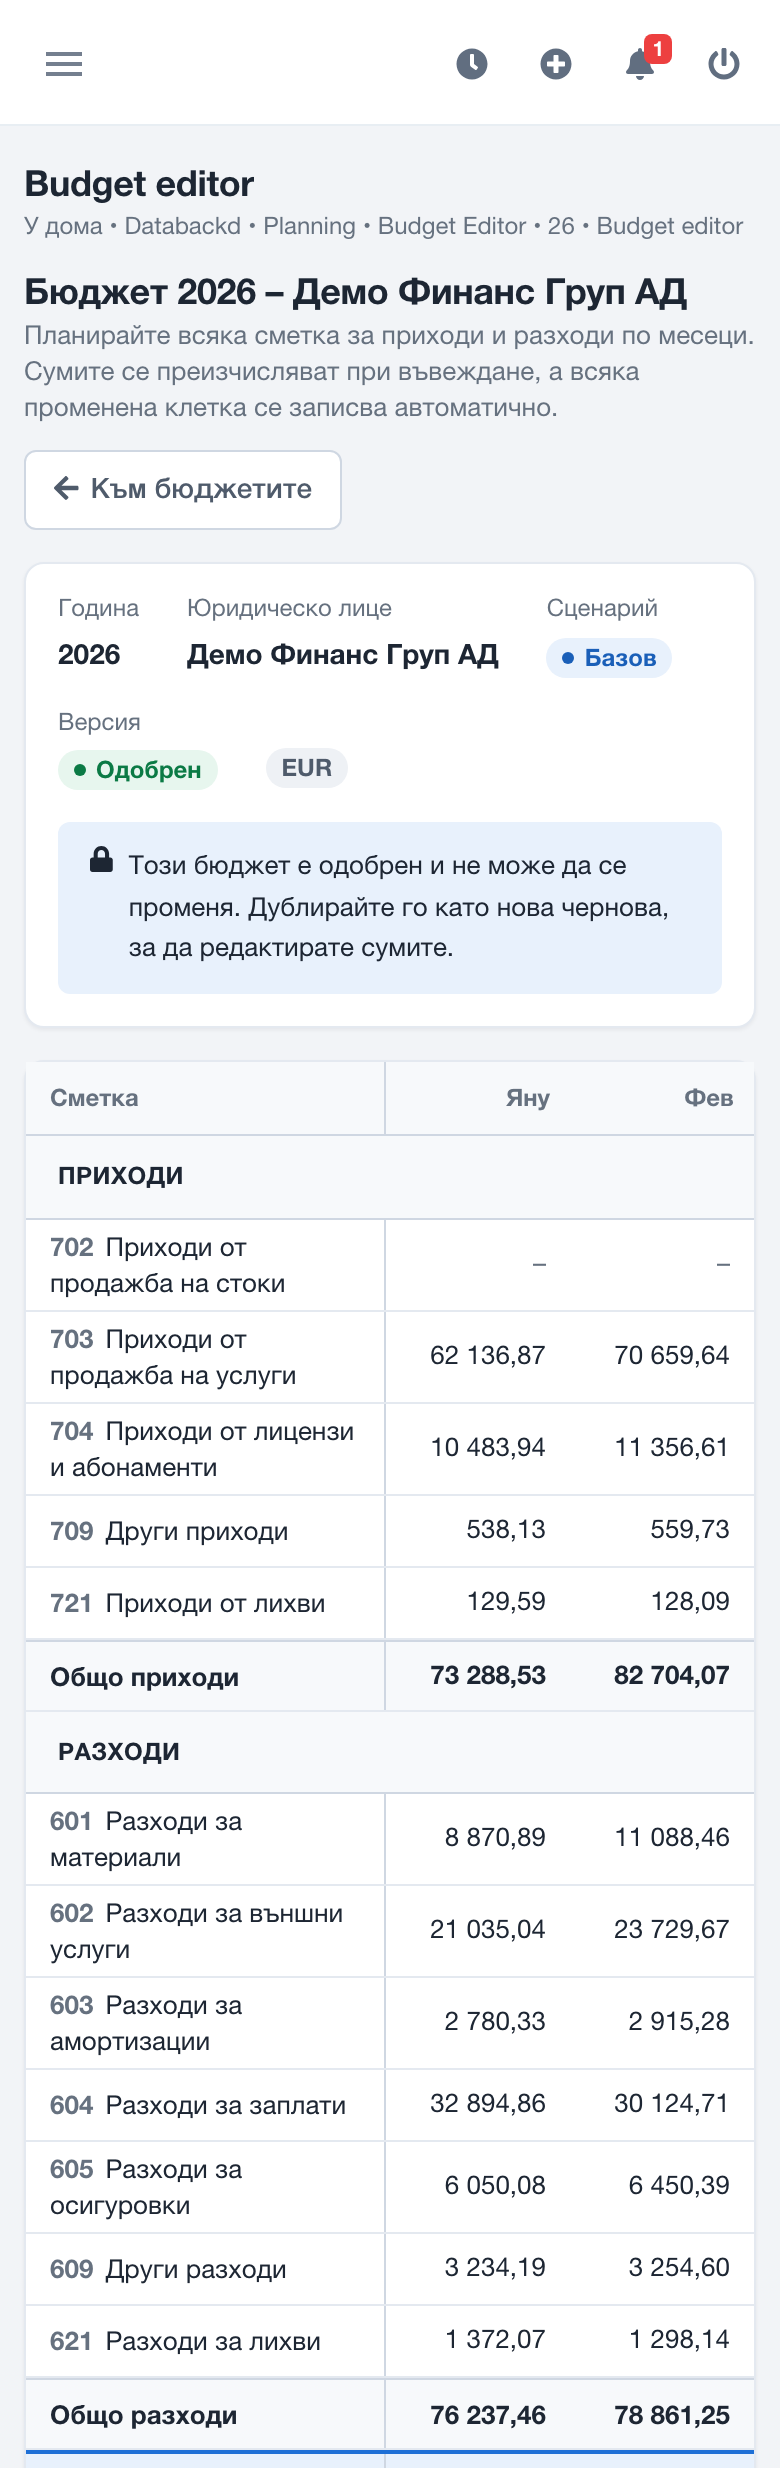 1
Budget editor
У дома • Databackd • Planning • Budget Editor • 26 • Budget editor
Бюджет 2026 – Демо Финанс Груп АД
Планирайте всяка сметка за приходи и разходи по месеци.
Сумите се преизчисляват при въвеждане, а всяка
променена клетка се записва автоматично.
Към бюджетите
Година Юридическо лице Сценарий
2026 Демо Финанс Груп АД Базов
Версия
Одобрен EUR
Този бюджет е одобрен и не може да се
променя. Дублирайте го като нова чернова,
за да редактирате сумите.
Сметка Яну Фев
ПРИХОДИ
702 Приходи от
продажба на стоки – –
703 Приходи от
продажба на услуги 62 136,87 70 659,64
704 Приходи от лицензи
и абонаменти 10 483,94 11 356,61
709 Други приходи 538,13 559,73
721 Приходи от лихви 129,59 128,09
Общо приходи 73 288,53 82 704,07
РАЗХОДИ
601 Разходи за
материали 8 870,89 11 088,46
602 Разходи за външни
услуги 21 035,04 23 729,67
603 Разходи за
амортизации 2 780,33 2 915,28
604 Разходи за заплати 32 894,86 30 124,71
605 Разходи за
осигуровки 6 050,08 6 450,39
609 Други разходи 3 234,19 3 254,60
621 Разходи за лихви 1 372,07 1 298,14
Общо разходи 76 237,46 78 861,25